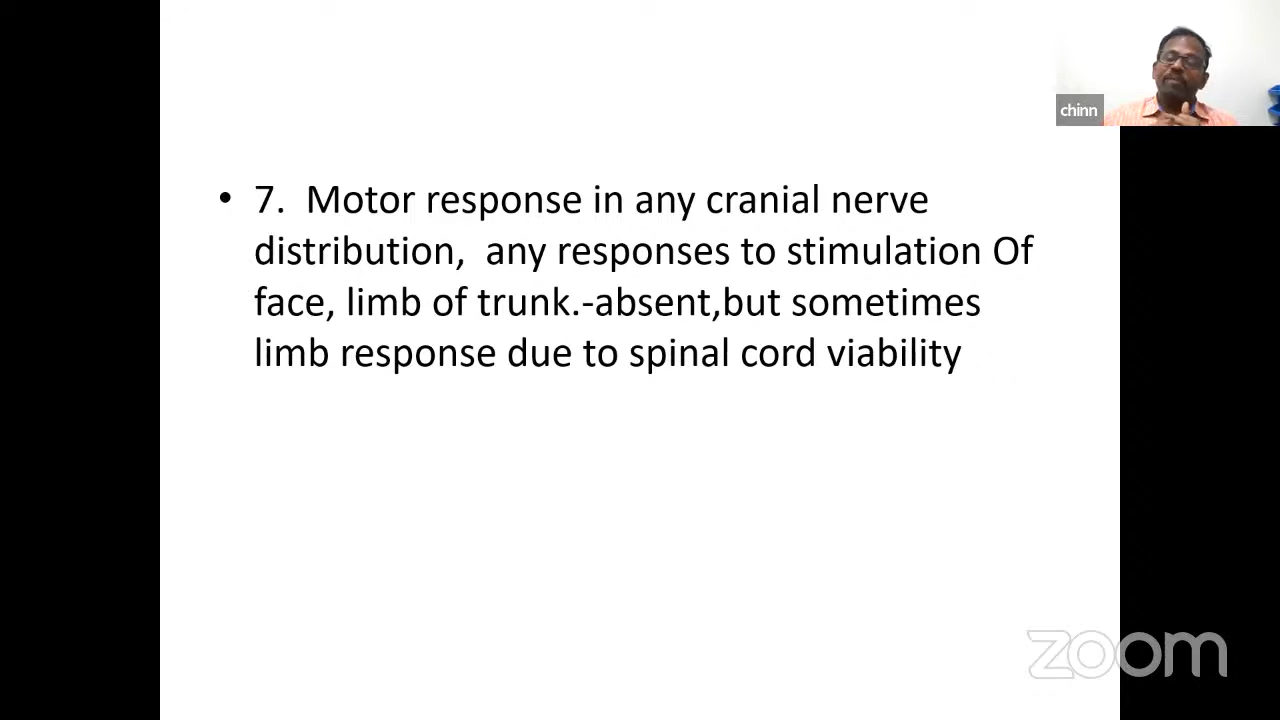 chinn
• 7. Motor response in any cranial nerve
distribution, any responses to stimulation Of
face, limb of trunk.-absent,but sometimes
limb response due to spinal cord viability
zoom